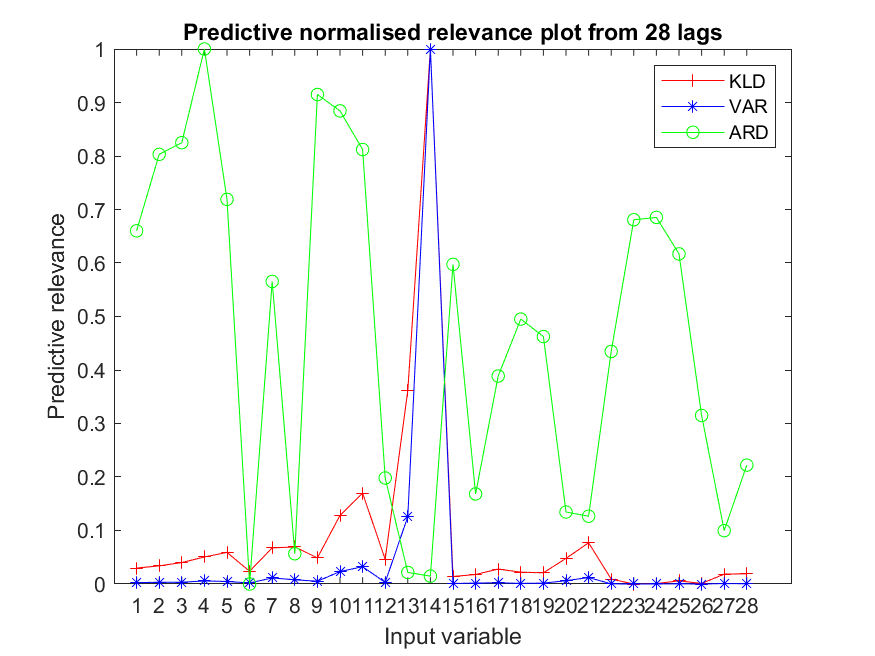 Predictive normalised relevance plot from 28 lags
KLD
VAR
ARD
1
0.9
0.8
0.7
0.6
0.5
0.4
0.3
0.2
0.1
0
Predictive relevance
1 2 3 4 5 6 7 8 9 10 11 12 13 14 15 16 17 18 19 20 21 22 23 24 25 26 27 28
Input variable